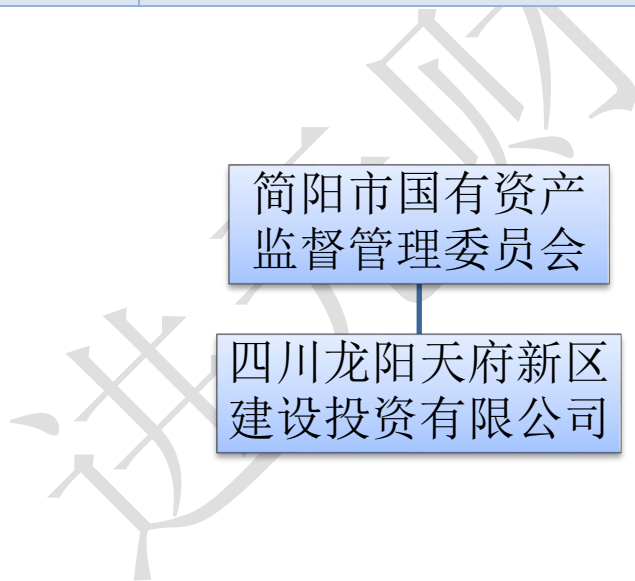 简阳市国有资产
监督管理委员会
四川龙阳天府新区
建设投资有限公司